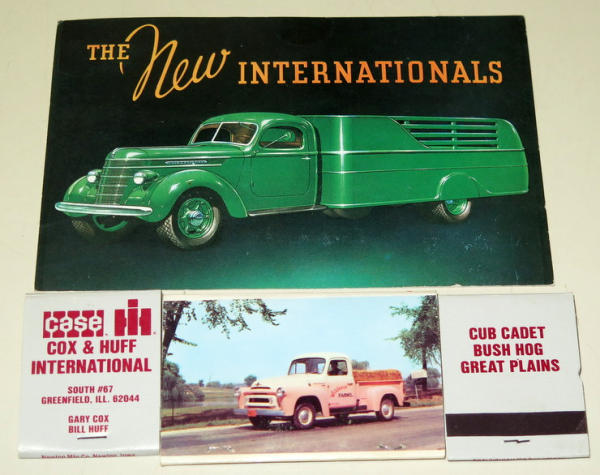 THE New INTERNATIONALS
CASE IH
COX & HUFF
INTERNATIONAL
SOUTH #67
GREENFIELD, ILL. 62044
GARY COX
BILL HUFF
FARMS
CUB CADET
BUSH HOG
GREAT PLAINS